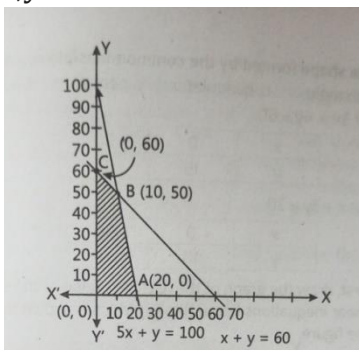 Y
100
90
80
(0, 60)
70
60
C
50
B (10, 50)
40
30
20
10
A(20, 0)
X'
X
(0, 0)
10 20 30 40 50 60 70
Y'
5x + y = 100
x + y = 60